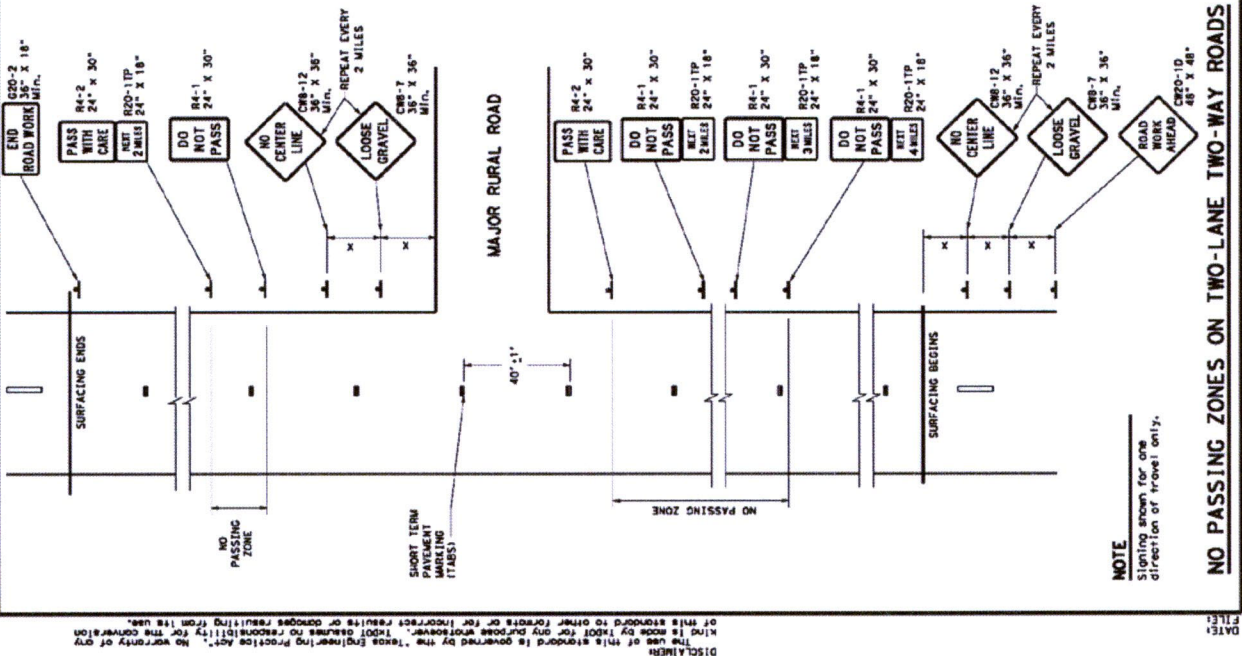 END
ROAD WORK
G20-2
36" X 18"
Min.
PASS
WITH
CARE
NEXT
2 MILES
R4-2
24" X 30"
R20-1TP
24" X 18"
DO
NOT
PASS
R4-1
24" X 30"
NO
CENTER
LINE
CW8-12
36" X 36"
Min.
REPEAT EVERY
2 MILES
LOOSE
GRAVEL
CW8-7
36" X 36"
Min.
SURFACING ENDS
X
X
NO
PASSING
ZONE
MAJOR RURAL ROAD
40'±1'
SHORT TERM
PAVEMENT
MARKING
(TABS)
PASS
WITH
CARE
R4-2
24" X 30"
DO
NOT
PASS
NEXT
2 MILES
R4-1
24" X 30"
R20-1TP
24" X 18"
DO
NOT
PASS
NEXT
3 MILES
R4-1
24" X 30"
R20-1TP
24" X 18"
DO
NOT
PASS
NEXT
4 MILES
R4-1
24" X 30"
R20-1TP
24" X 18"
NO PASSING ZONE
NO
CENTER
LINE
CW8-12
36" X 36"
Min.
REPEAT EVERY
2 MILES
LOOSE
GRAVEL
CW8-7
36" X 36"
Min.
ROAD
WORK
AHEAD
CW20-1D
48" X 48"
X
X
X
SURFACING BEGINS
NOTE
Signing shown for one
direction of travel only.
NO PASSING ZONES ON TWO-LANE TWO-WAY ROADS
DISCLAIMER:
The use of this standard is governed by the "Texas Engineering Practice Act". No warranty of any
kind is made by TxDOT for any purpose whatsoever. TxDOT assumes no responsibility for the conversion
of this standard to other formats or for incorrect results or damages resulting from its use.
DATE:
FILE: